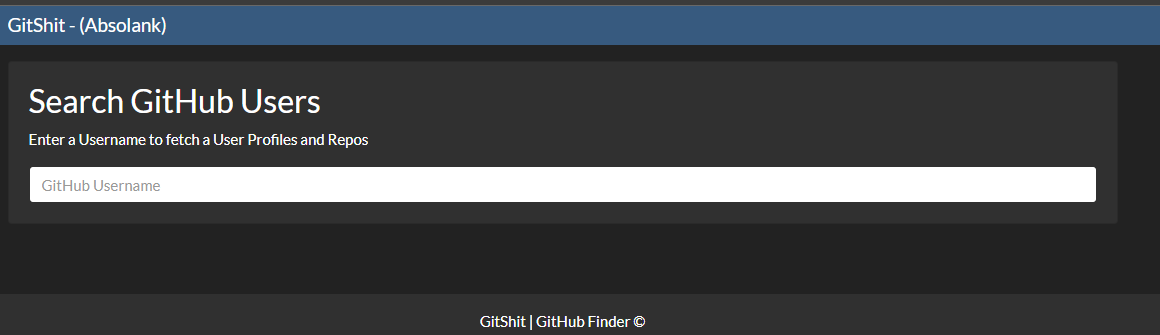 GitShit - (Absolank)
Search GitHub Users
Enter a Username to fetch a User Profiles and Repos
GitHub Username
GitShit | GitHub Finder ©